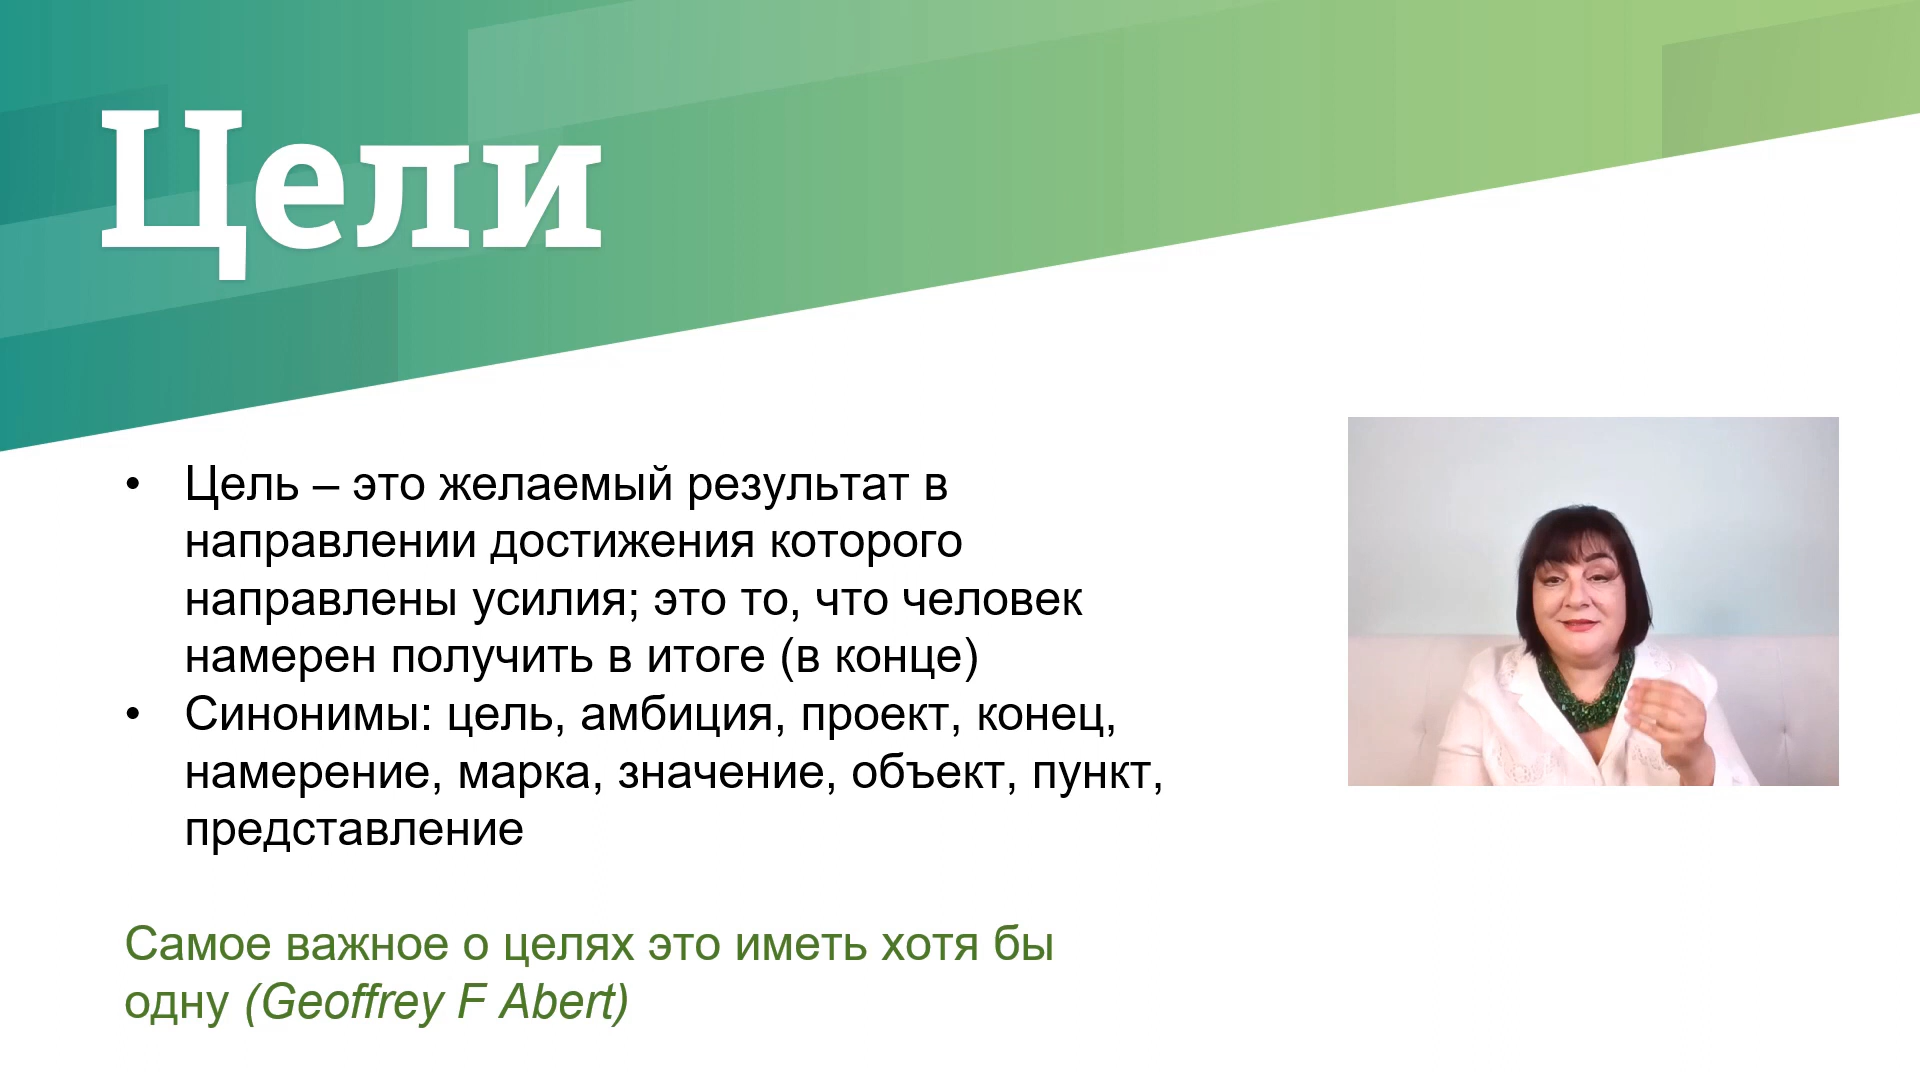 Цели
• Цель – это желаемый результат в
направлении достижения которого
направлены усилия; это то, что человек
намерен получить в итоге (в конце)
• Синонимы: цель, амбиция, проект, конец,
намерение, марка, значение, объект, пункт,
представление
Самое важное о целях это иметь хотя бы
одну (Geoffrey F Abert)